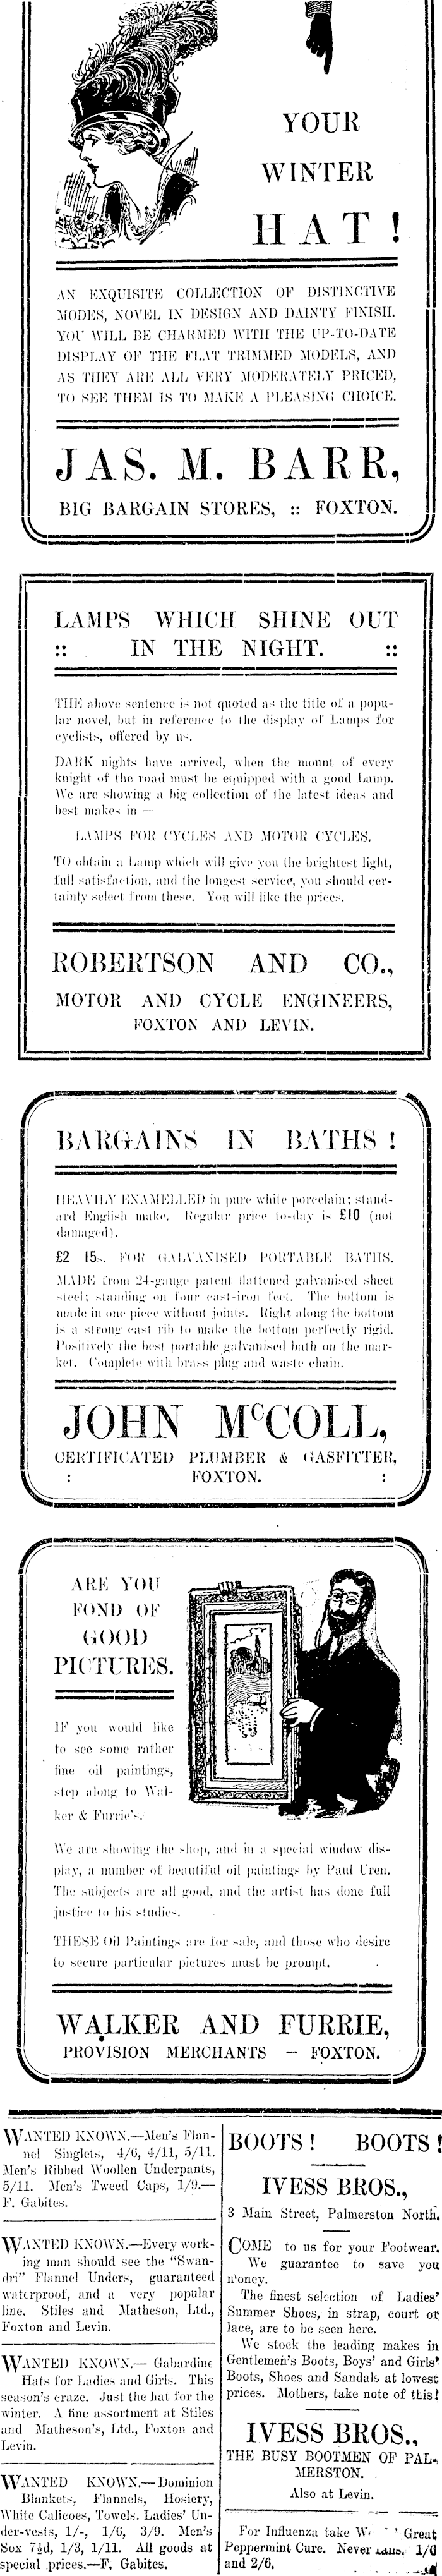 YOUR
WINTER
HAT!
AN EXQUISITE COLLECTION OF DISTINCTIVE
MODES, NOVEL IN DESIGN AND DAINTY FINISH.
YOU WILL BE CHARMED WITH THE UP-TO-DATE
DISPLAY OF THE FLAT TRIMMED MODELS, AND
AS THEY ARE ALL VERY MODERATELY PRICED,
TO SEE THEM IS TO MAKE A PLEASING CHOICE.
JAS. M. BARR,
BIG BARGAIN STORES, :: FOXTON.
LAMPS WHICH SHINE OUT
:: IN THE NIGHT. ::
THE above sentence is not quoted as the title of a popu-
lar novel, but in reference to the display of Lamps for
cyclists, offered by us.
DARK nights have arrived, when the mount of every
knight of the road must be equipped with a good Lamp.
We are showing a big collection of the latest ideas and
best makes in —
LAMPS FOR CYCLES AND MOTOR CYCLES.
TO obtain a Lamp which will give you the brightest light,
full satisfaction, and the longest service, you should cer-
tainly select from these. You will like the prices.
ROBERTSON AND CO.,
MOTOR AND CYCLE ENGINEERS,
FOXTON AND LEVIN.
BARGAINS IN BATHS!
HEAVILY ENAMELLED in pure white porcelain; stand-
ard English make. Regular price to-day is £10 (not
damaged).
£2 15s. FOR GALVANISED PORTABLE BATHS.
MADE from 24-gauge patent flattened galvanised sheet
steel; standing on four cast-iron feet. The bottom is
made in one piece without joints. Right along the bottom
is a strong cast rib to make the bottom perfectly rigid.
Positively the best portable galvanised bath on the mar-
ket. Complete with brass plug and waste chain.
JOHN McCOLL,
CERTIFICATED PLUMBER & GASFITTER,
: FOXTON. :
ARE YOU
FOND OF
GOOD
PICTURES.
IF you would like
to see some rather
fine oil paintings,
step along to Wal-
ker & Furrie's.
We are showing the shop, and in a special window dis-
play, a number of beautiful oil paintings by Paul Uren.
The subjects are all good, and the artist has done full
justice to his studies.
THESE Oil Paintings are for sale, and those who desire
to secure particular pictures must be prompt.
WALKER AND FURRIE,
PROVISION MERCHANTS — FOXTON.
WANTED KNOWN.—Men's Flan-
nel Singlets, 4/6, 4/11, 5/11.
Men's Ribbed Woollen Underpants,
5/11. Men's Tweed Caps, 1/9.—
F. Gabites.
WANTED KNOWN.—Every work-
ing man should see the "Swan-
dri" Flannel Unders, guaranteed
waterproof, and a very popular
line. Stiles and Matheson, Ltd.,
Foxton and Levin.
WANTED KNOWN.— Gabardine
Hats for Ladies and Girls. This
season's craze. Just the hat for the
winter. A fine assortment at Stiles
and Matheson's, Ltd., Foxton and
Levin.
WANTED KNOWN.—Dominion
Blankets, Flannels, Hosiery,
White Calicoes, Towels. Ladies' Un-
der-vests, 1/-, 1/6, 3/9. Men's
Sox 7½d, 1/3, 1/11. All goods at
special prices.—F. Gabites.
BOOTS! BOOTS!
IVESS BROS.,
3 Main Street, Palmerston North.
COME to us for your Footwear.
We guarantee to save you
money.
The finest selection of Ladies'
Summer Shoes, in strap, court or
lace, are to be seen here.
We stock the leading makes in
Gentlemen's Boots, Boys' and Girls'
Boots, Shoes and Sandals at lowest
prices. Mothers, take note of this!
IVESS BROS.,
THE BUSY BOOTMEN OF PAL-
MERSTON.
Also at Levin.
For Influenza take Great
Peppermint Cure. Never 1/6
and 2/6.